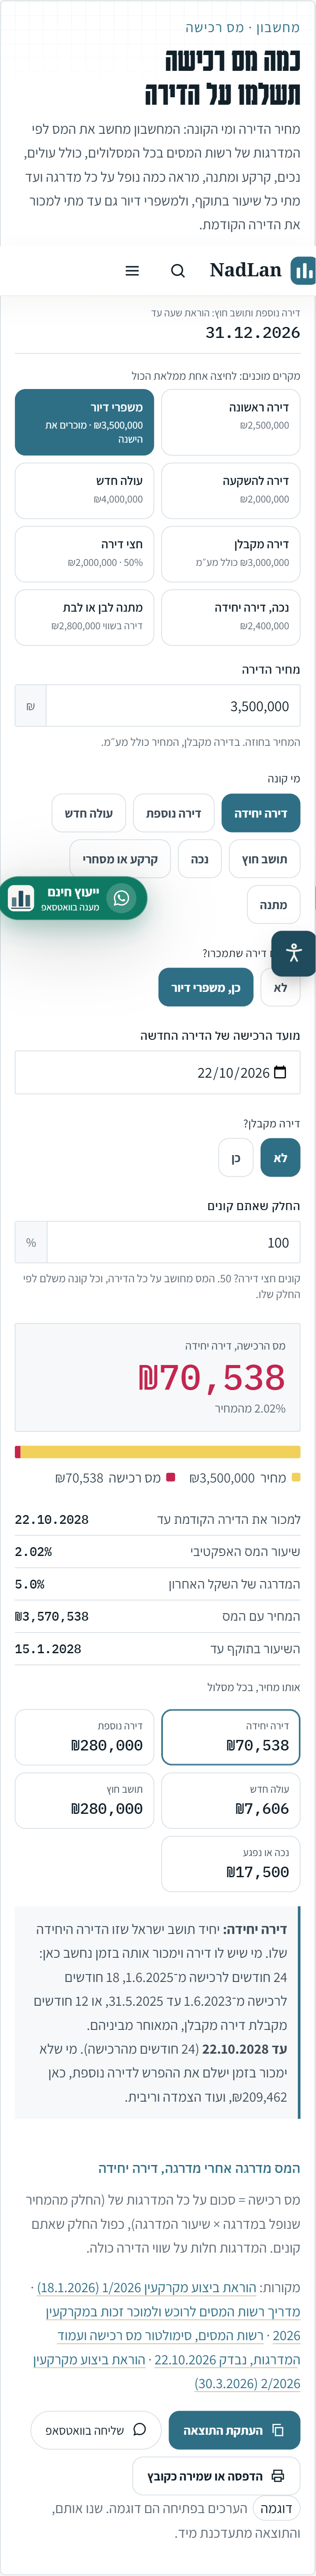 מחשבון · מס רכישה
כמה מס רכישה
תשלמו על הדירה
מחיר הדירה ומי הקונה: המחשבון מחשב את המס לפי
המדרגות של רשות המסים בכל המסלולים, כולל עולים,
נכים, קרקע ומתנה, מראה כמה נופל על כל מדרגה ועד
מתי כל שיעור בתוקף, ולמשפרי דיור גם עד מתי למכור
את הדירה הקודמת.
NadLan
דירה נוספת ותושב חוץ: הוראת שעה עד
31.12.2026
מקרים מוכנים: לחיצה אחת ממלאת הכול
דירה ראשונה
₪2,500,000
משפרי דיור
₪3,500,000 · מוכרים את
הישנה
דירה להשקעה
₪2,000,000
עולה חדש
₪4,000,000
דירה מקבלן
₪3,000,000 כולל מע״מ
חצי דירה
50% · ₪2,000,000
נכה, דירה יחידה
₪2,400,000
מתנה לבן או לבת
דירה בשווי ₪2,800,000
מחיר הדירה
3,500,000
₪
המחיר בחוזה. בדירה מקבלן, המחיר כולל מע״מ.
מי קונה
דירה יחידה
דירה נוספת
עולה חדש
תושב חוץ
נכה
קרקע או מסחרי
מתנה
ייעוץ חינם
מענה בוואטסאפ
דירה שתמכרו?
לא
כן, משפרי דיור
מועד הרכישה של הדירה החדשה
22/10/2026
דירה מקבלן?
לא
כן
החלק שאתם קונים
100
%
קונים חצי דירה? 50. המס מחושב על כל הדירה, וכל קונה משלם לפי
החלק שלו.
מס הרכישה, דירה יחידה
₪70,538
2.02% מהמחיר
מחיר ₪3,500,000
מס רכישה ₪70,538
למכור את הדירה הקודמת עד 22.10.2028
שיעור המס האפקטיבי 2.02%
המדרגה של השקל האחרון 5.0%
המחיר עם המס ₪3,570,538
השיעור בתוקף עד 15.1.2028
אותו מחיר, בכל מסלול
דירה יחידה
₪70,538
דירה נוספת
₪280,000
עולה חדש
₪7,606
תושב חוץ
₪280,000
נכה או נפגע
₪17,500
דירה יחידה: יחיד תושב ישראל שזו הדירה היחידה
שלו. מי שיש לו דירה וימכור אותה בזמן נחשב כאן:
24 חודשים לרכישה מ־1.6.2025, 18 חודשים
לרכישה מ־1.6.2023 עד 31.5.2025, או 12 חודשים
מקבלת דירה מקבלן, המאוחר מביניהם.
עד 22.10.2028 (24 חודשים מהרכישה). מי שלא
ימכור בזמן ישלם את ההפרש לדירה נוספת, כאן
₪209,462, ועוד הצמדה וריבית.
המס מדרגה אחרי מדרגה, דירה יחידה
מס רכישה = סכום על כל המדרגות של (החלק מהמחיר
שנופל במדרגה × שיעור המדרגה), כפול החלק שאתם
קונים. המדרגות חלות על שווי הדירה כולה.
מקורות: הוראת ביצוע מקרקעין 1/2026 (18.1.2026) ·
מדריך רשות המסים לרוכש ולמוכר זכות במקרקעין
2026 · רשות המסים, סימולטור מס רכישה ועמוד
המדרגות, נבדק 22.10.2026 · הוראת ביצוע מקרקעין
2/2026 (30.3.2026)
העתקת התוצאה
שליחה בוואטסאפ
הדפסה או שמירה כקובץ
דוגמה הערכים בפתיחה הם דוגמה. שנו אותם,
והתוצאה מתעדכנת מיד.